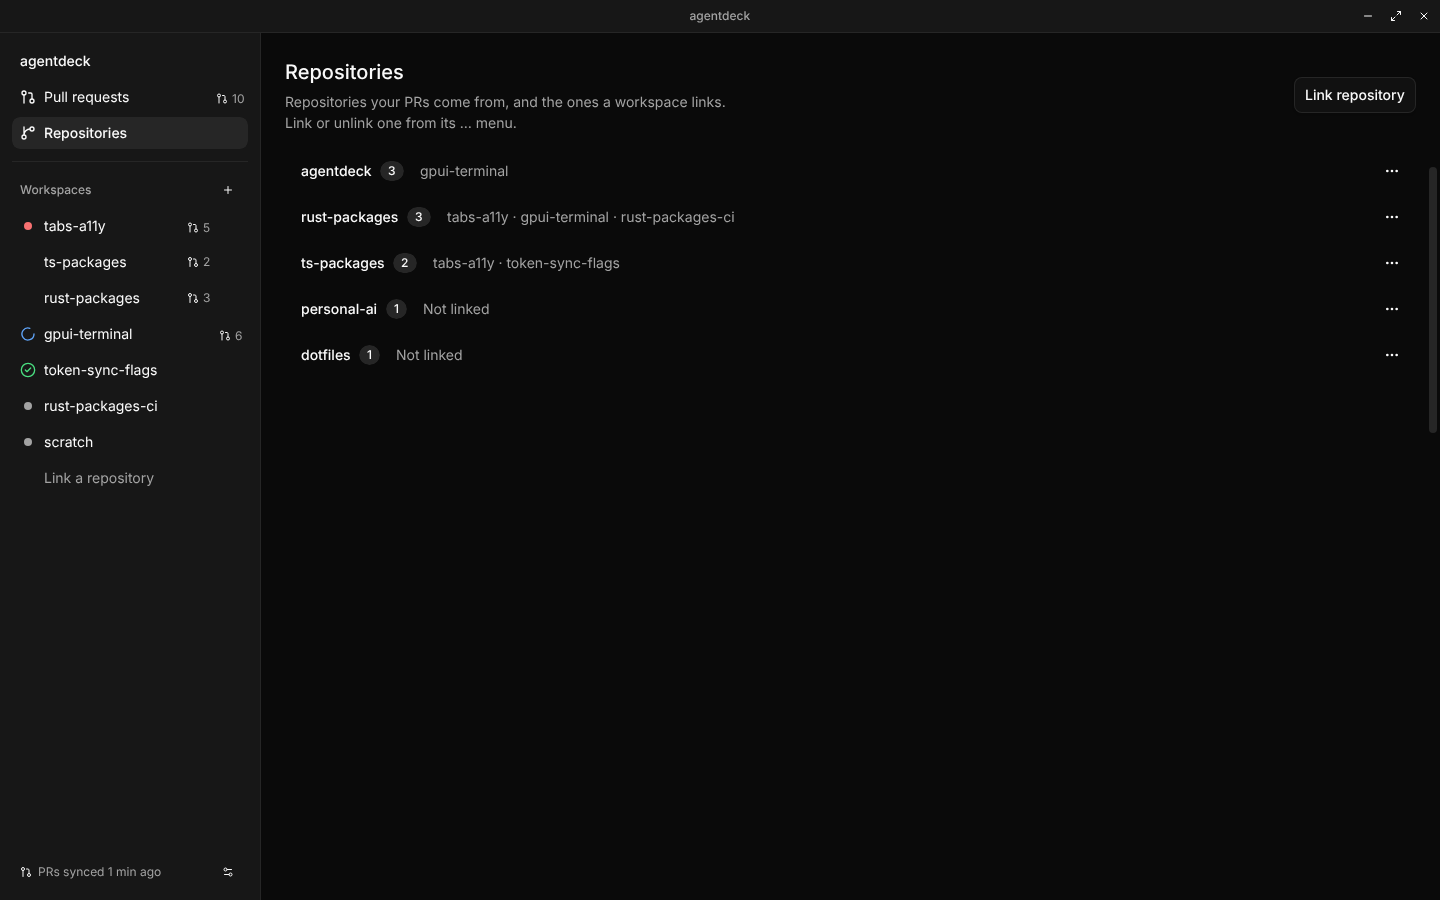 agentdeck
agentdeck
Pull requests 10
Repositories
Workspaces +
tabs-a11y 5
ts-packages 2
rust-packages 3
gpui-terminal 6
token-sync-flags
rust-packages-ci
scratch
Link a repository
PRs synced 1 min ago
Repositories
Repositories your PRs come from, and the ones a workspace links.
Link or unlink one from its ... menu.
Link repository
agentdeck 3 gpui-terminal
rust-packages 3 tabs-a11y · gpui-terminal · rust-packages-ci
ts-packages 2 tabs-a11y · token-sync-flags
personal-ai 1 Not linked
dotfiles 1 Not linked